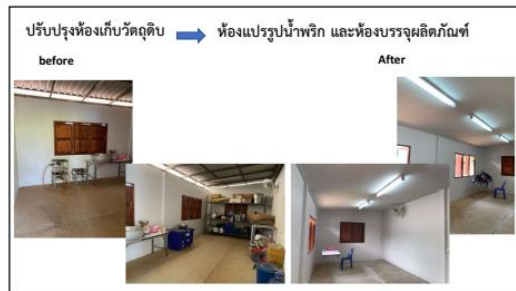 ปรับปรุงห้องเก็บวัตถุดิบ ห้องแปรรูปน้ำพริก และห้องบรรจุผลิตภัณฑ์
before After